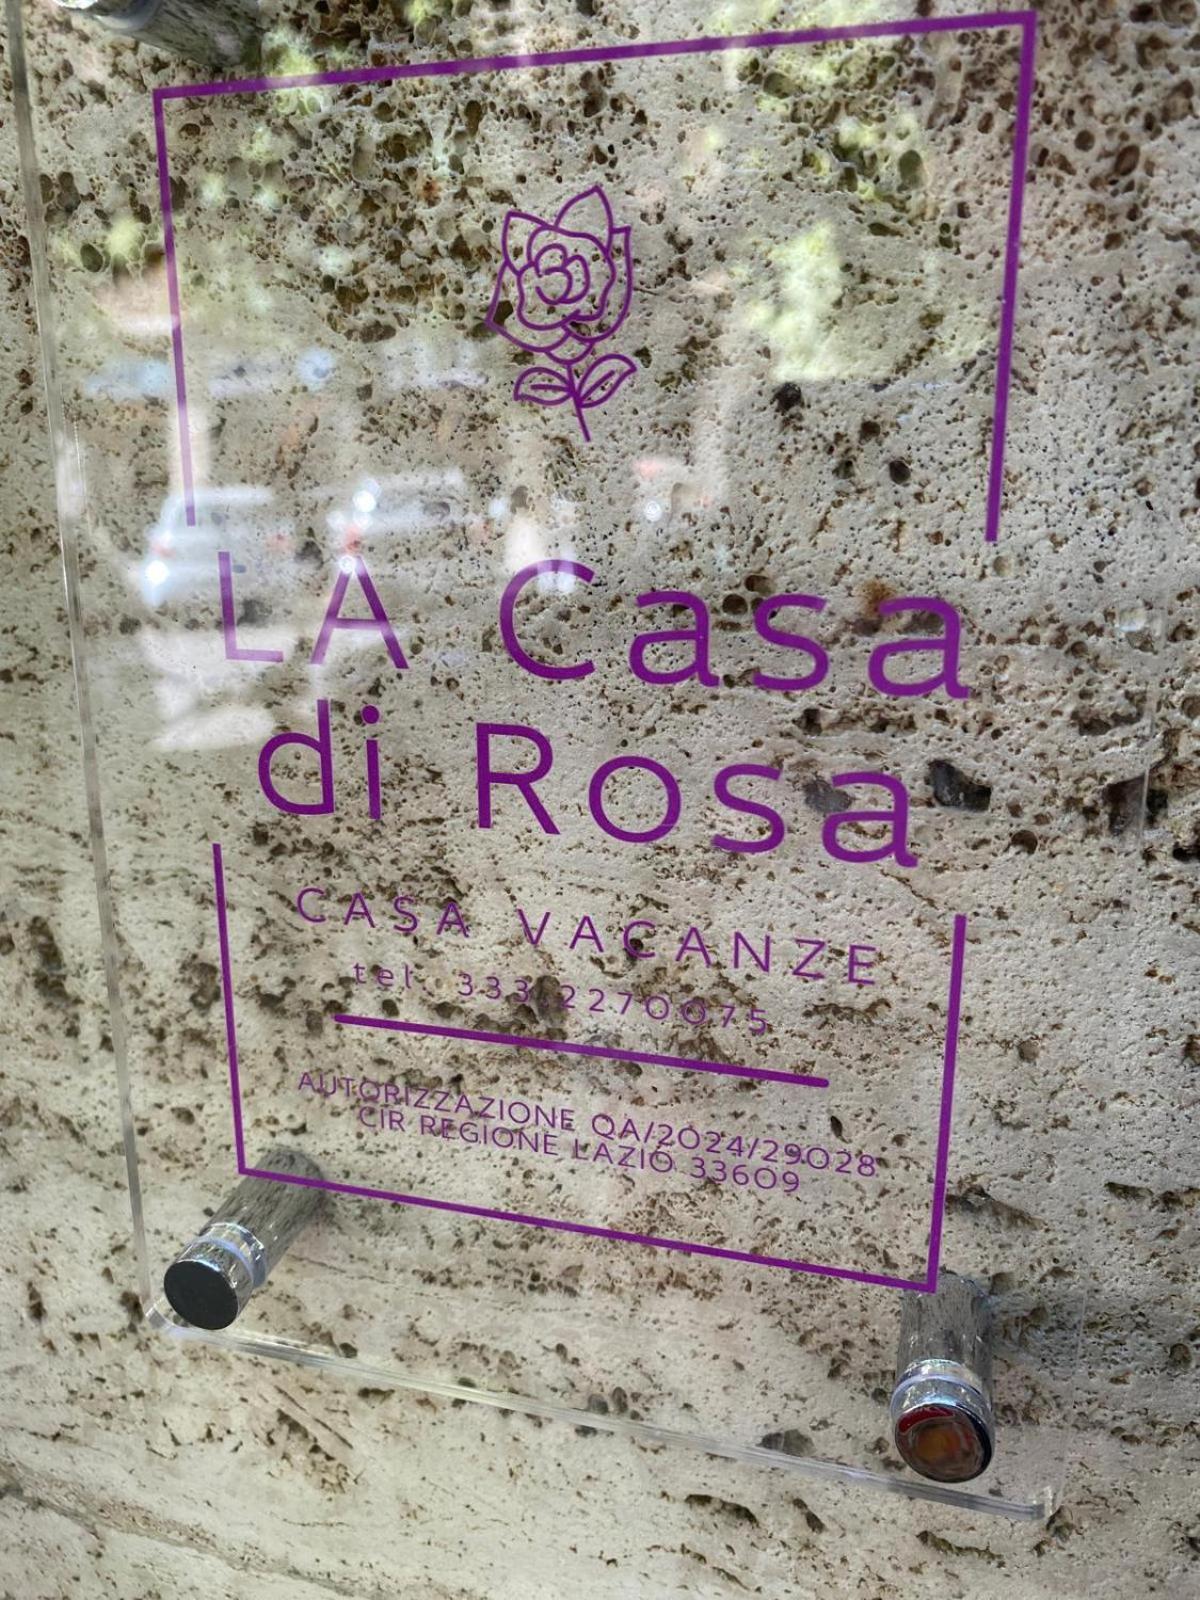 LA Casa
di Rosa
CASA VACANZE
tel. 333 2270075
AUTORIZZAZIONE QA/2024/29028
CIR REGIONE LAZIO 33609